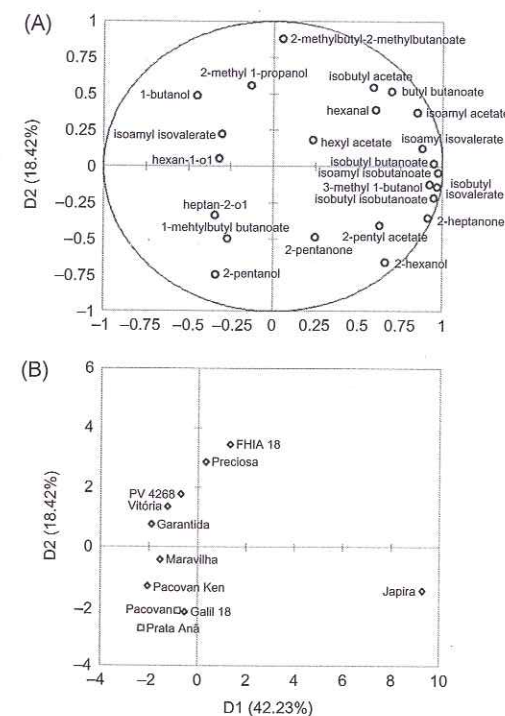 (A)
D2 (18.42%)
1
0.75
0.5
0.25
0
−0.25
−0.5
−0.75
−1
2-methylbutyl-2-methylbutanoate
2-methyl 1-propanol
isobutyl acetate
1-butanol
butyl butanoate
hexanal
isoamyl acetate
isoamyl isovalerate
hexyl acetate
isoamyl isovalerate
hexan-1-o1
isobutyl butanoate
isoamyl isobutanoate
3-methyl 1-butanol
isobutyl isovalerate
isobutyl isobutanoate
heptan-2-o1
2-heptanone
1-mehtylbutyl butanoate
2-pentyl acetate
2-pentanone
2-pentanol
2-hexanol
−1 −0.75 −0.5 −0.25 0 0.25 0.5 0.75 1
(B)
D2 (18.42%)
6
4
2
0
−2
−4
FHIA 18
Preciosa
PV 4268
Vitória
Garantida
Maravilha
Pacovan Ken
Japira
Pacovan
Galil 18
Prata Anã
−4 −2 0 2 4 6 8 10
D1 (42.23%)